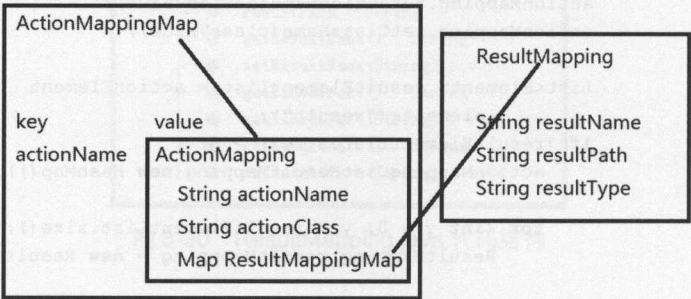 ActionMappingMap
key value
actionName ActionMapping
String actionName
String actionClass
Map ResultMappingMap
ResultMapping
String resultName
String resultPath
String resultType